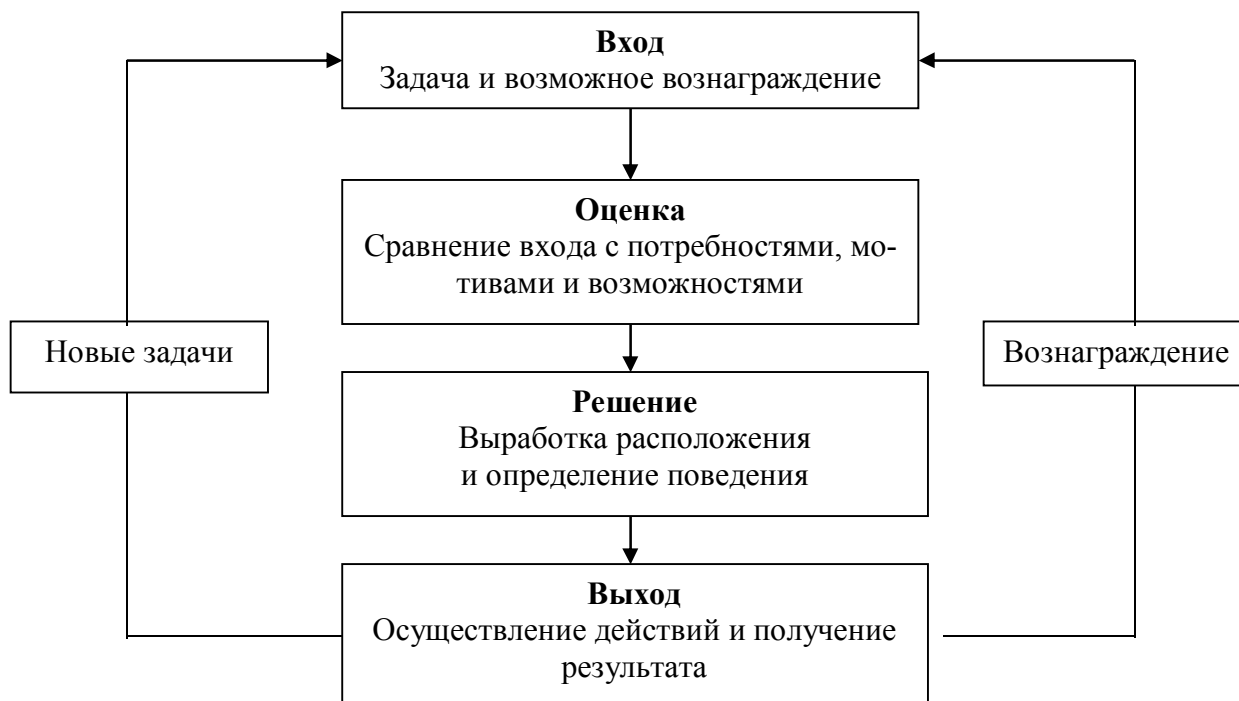 Вход
Задача и возможное вознаграждение
Оценка
Сравнение входа с потребностями, мо-
тивами и возможностями
Новые задачи
Вознаграждение
Решение
Выработка расположения
и определение поведения
Выход
Осуществление действий и получение
результата